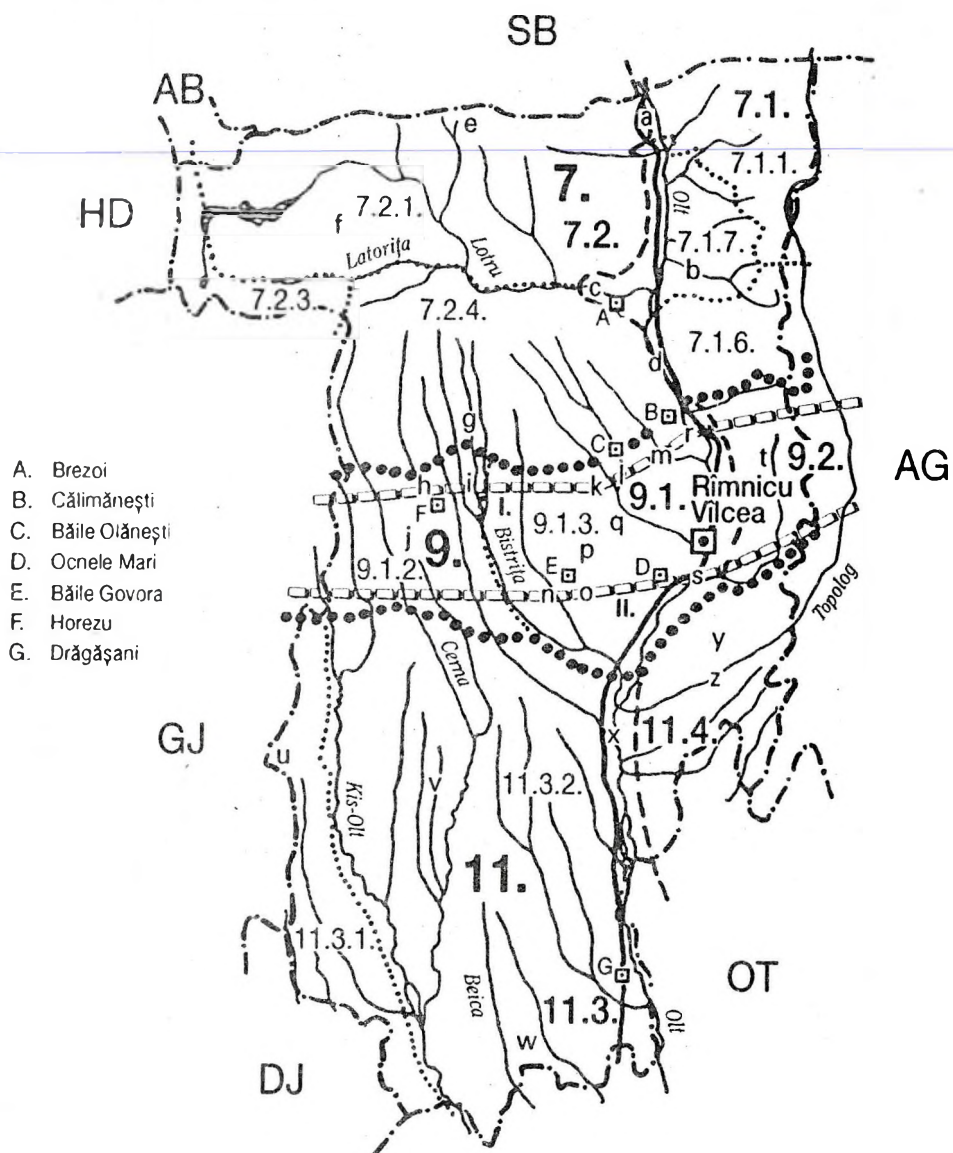 SB
AB
7.1.
a
e
7.1.1.
HD
7.
7.2.1.
f
7.2.
Olt
7.1.7.
Latorița
Lotru
b
7.2.3.
c
7.2.4.
A
7.1.6.
d
B
g
C
r
m
t
9.2.
AG
A. Brezoi
B. Călimănești
C. Băile Olănești
D. Ocnele Mari
E. Băile Govora
F. Horezu
G. Drăgășani
h
i
k
l
F
I.
9.1.
Rîmnicu
Vîlcea
9.1.3.
q
j
9.
Bistrița
p
9.1.2.
E
D
s
n
o
II.
Topolog
y
Cerna
z
GJ
x
11.4.
u
v
11.3.2.
Kis-Olt
11.
11.3.1.
G
OT
Beica
11.3.
Olt
w
DJ